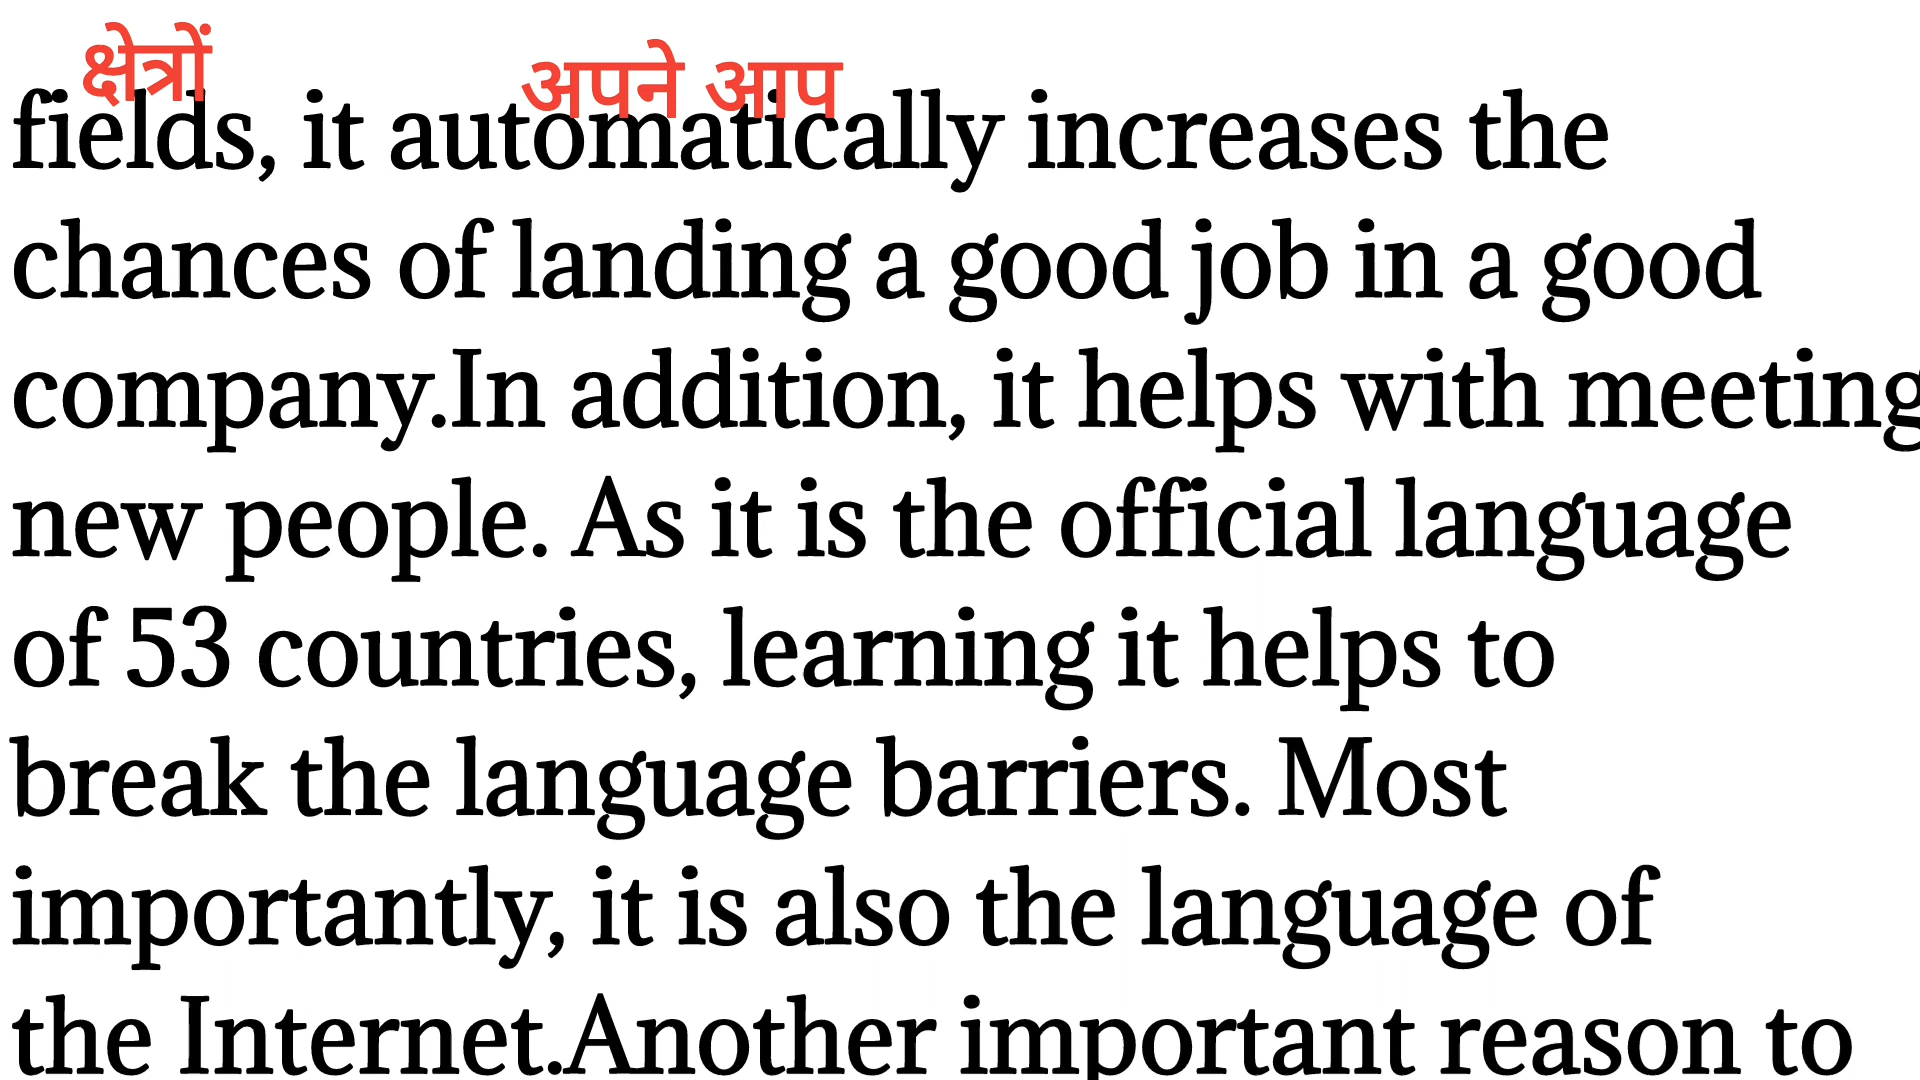 क्षेत्रों अपने आप
fields, it automatically increases the
chances of landing a good job in a good
company.In addition, it helps with meeting
new people. As it is the official language
of 53 countries, learning it helps to
break the language barriers. Most
importantly, it is also the language of
the Internet.Another important reason to